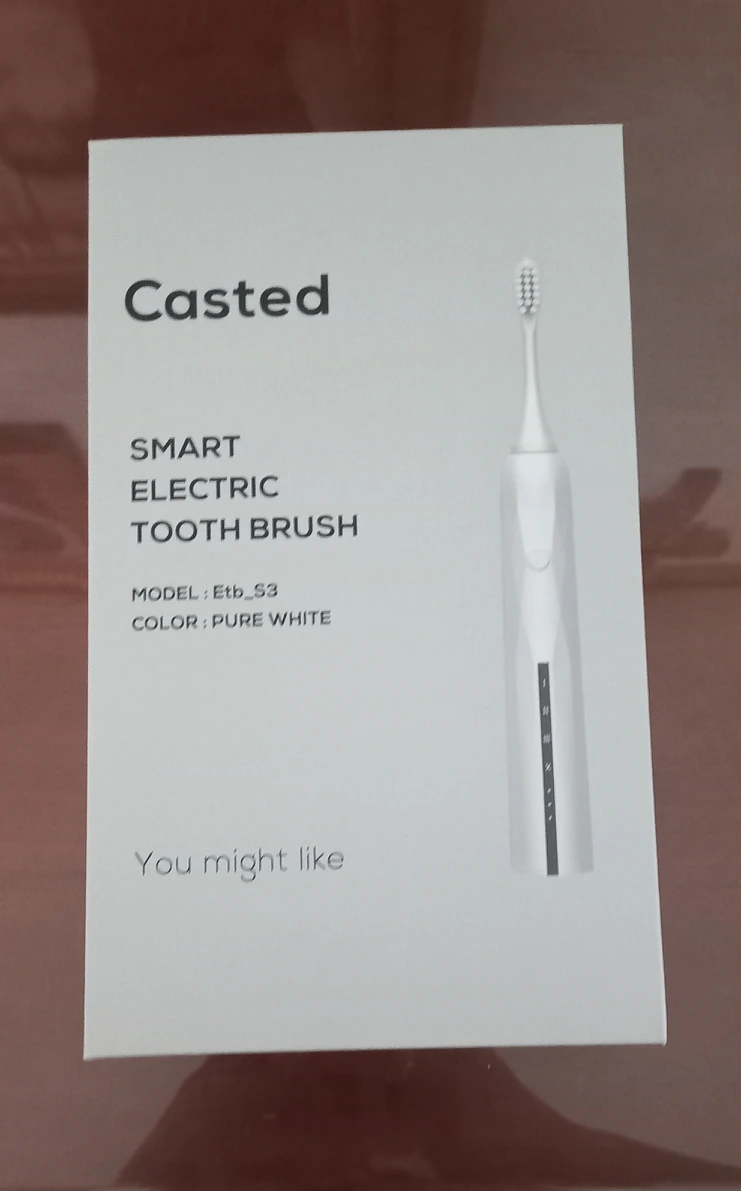 Casted
SMART
ELECTRIC
TOOTH BRUSH
MODEL : Etb_S3
COLOR : PURE WHITE
You might like